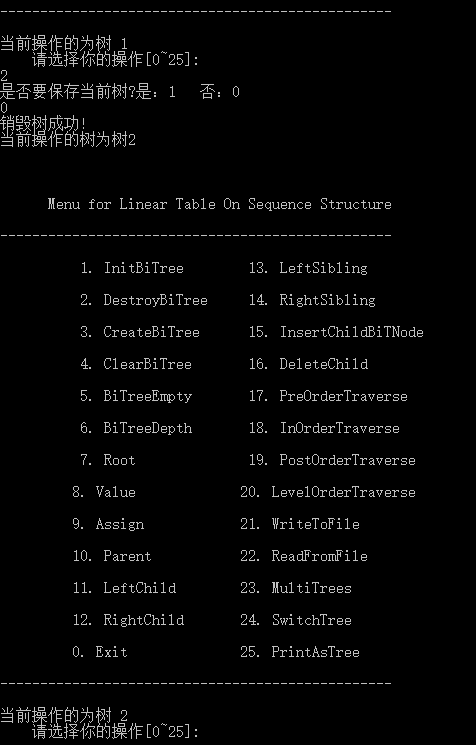 ------------------------------------------------
当前操作的为树 1
请选择你的操作[0~25]:
2
是否要保存当前树?是：1 否：0
0
销毁树成功!
当前操作的树为树2
Menu for Linear Table On Sequence Structure
------------------------------------------------
1. InitBiTree 13. LeftSibling
2. DestroyBiTree 14. RightSibling
3. CreateBiTree 15. InsertChildBiTNode
4. ClearBiTree 16. DeleteChild
5. BiTreeEmpty 17. PreOrderTraverse
6. BiTreeDepth 18. InOrderTraverse
7. Root 19. PostOrderTraverse
8. Value 20. LevelOrderTraverse
9. Assign 21. WriteToFile
10. Parent 22. ReadFromFile
11. LeftChild 23. MultiTrees
12. RightChild 24. SwitchTree
0. Exit 25. PrintAsTree
------------------------------------------------
当前操作的为树 2
请选择你的操作[0~25]: